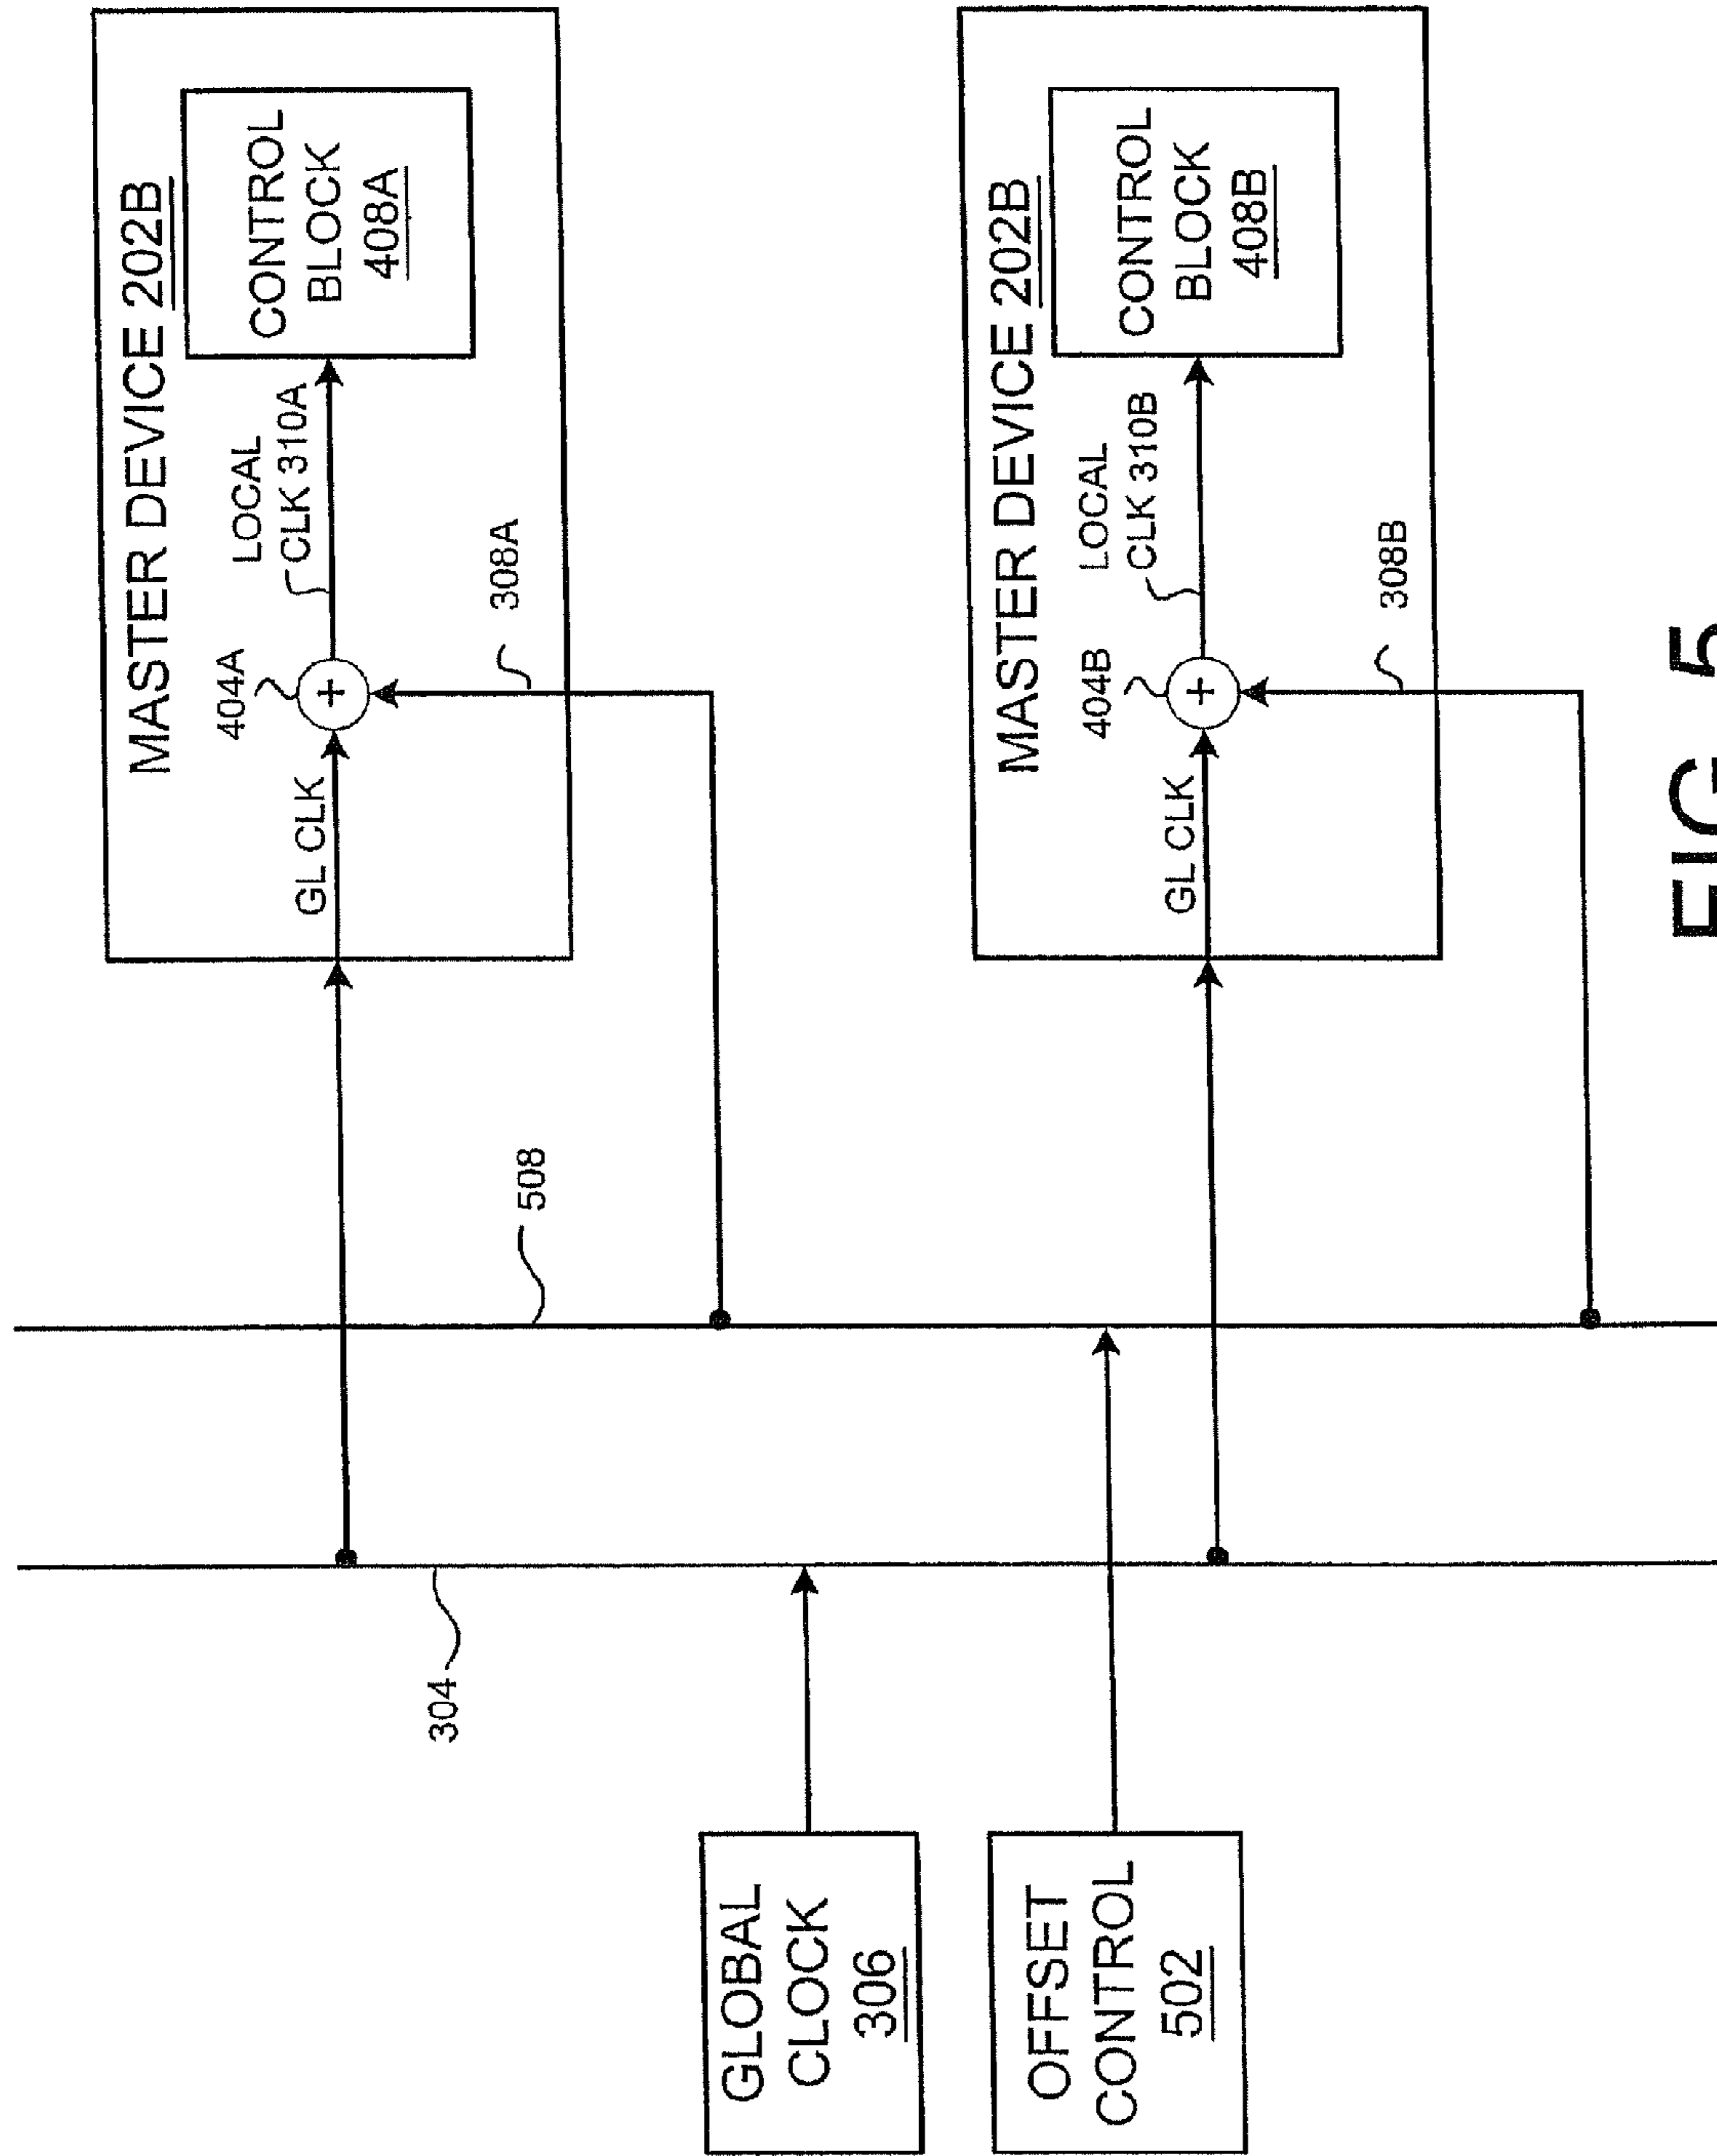 MASTER DEVICE 202B
404A
LOCAL
CLK 310A
GL CLK
CONTROL
BLOCK
408A
308A
304
508
GLOBAL
CLOCK
306
OFFSET
CONTROL
502
MASTER DEVICE 202B
404B
LOCAL
CLK 310B
GL CLK
CONTROL
BLOCK
408B
308B
FIG. 5